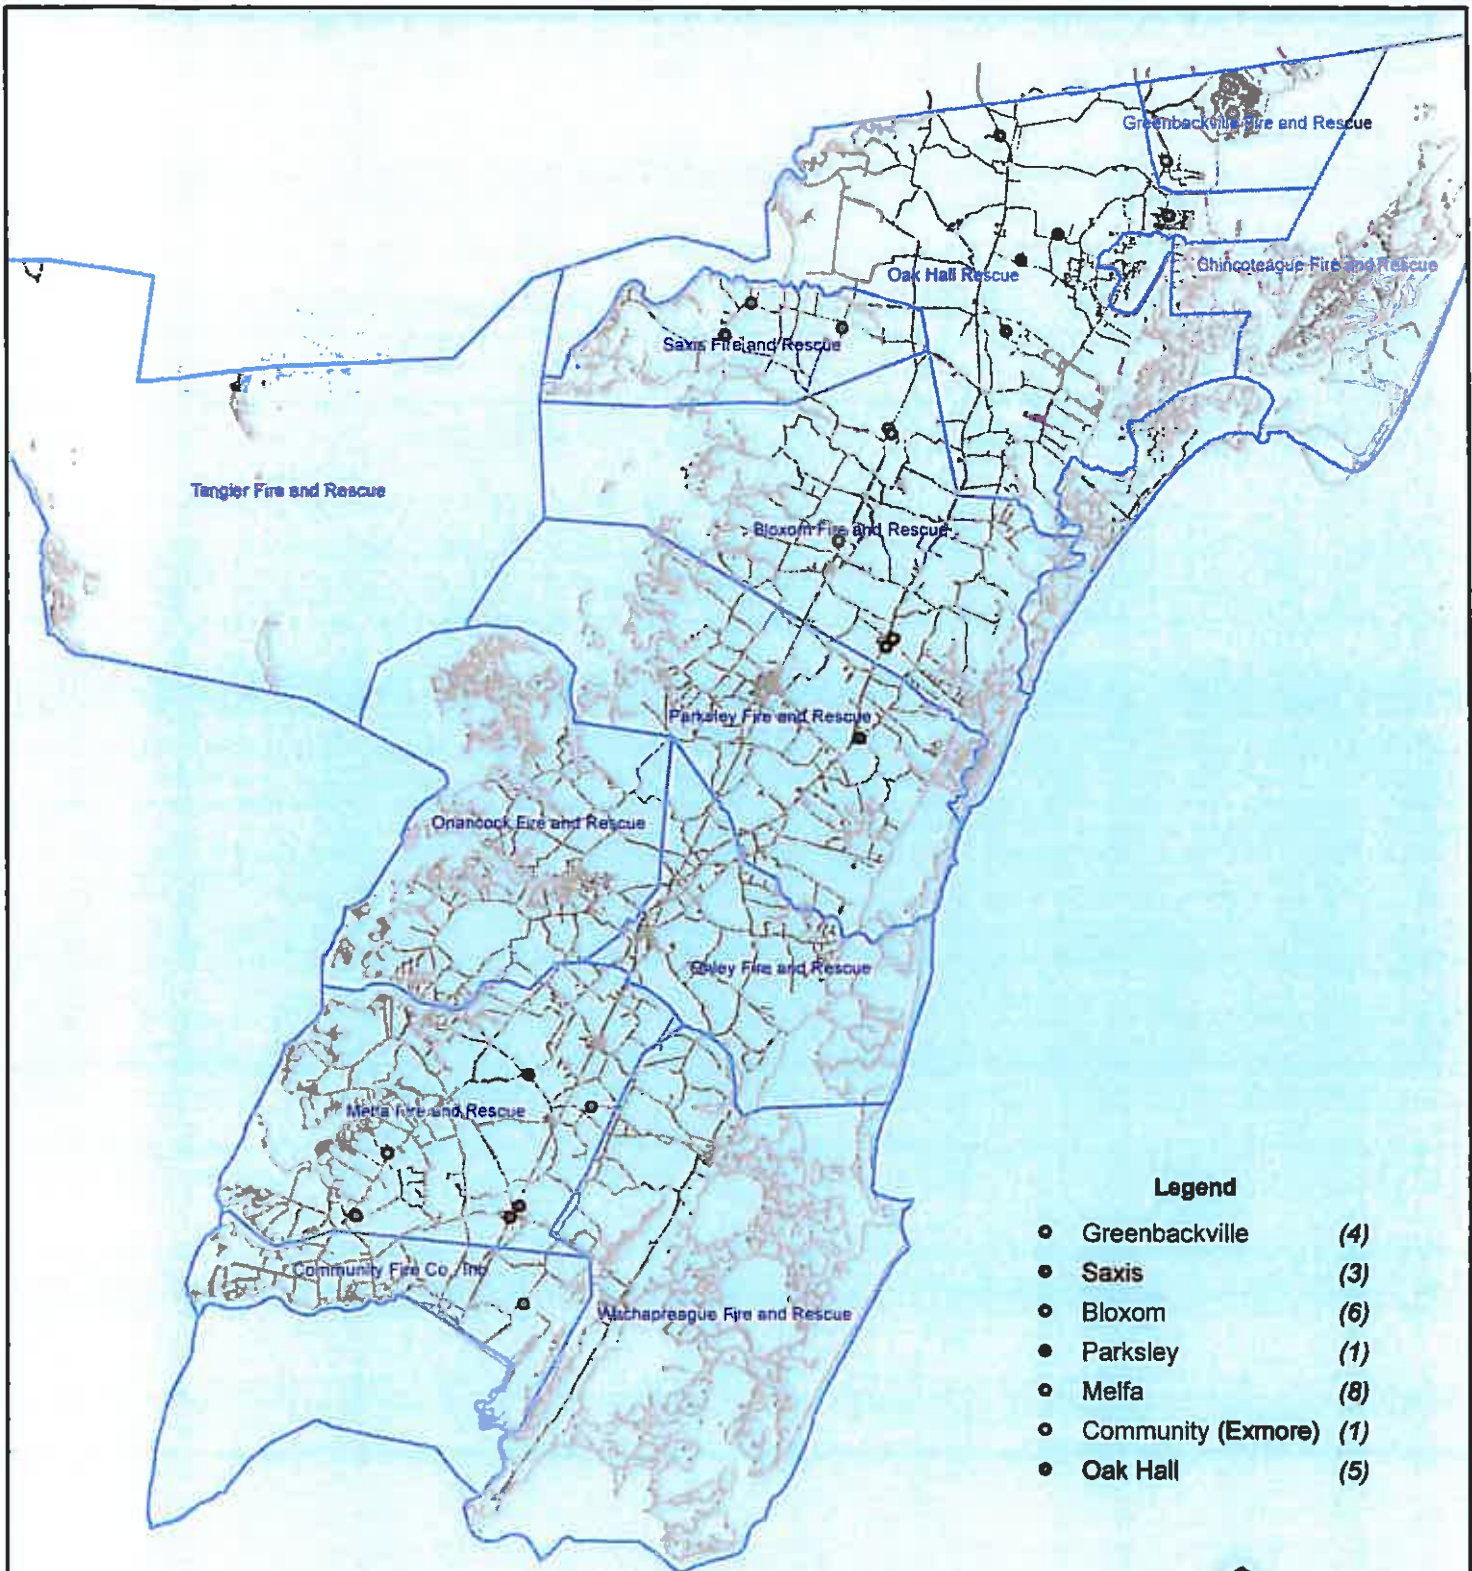 Greenbackville Fire and Rescue
Oak Hall Rescue
Chincoteague Fire and Rescue
Saxis Fire and Rescue
Tangier Fire and Rescue
Bloxom Fire and Rescue
Parksley Fire and Rescue
Onancock Fire and Rescue
Onley Fire and Rescue
Melfa Fire and Rescue
Community Fire Co., Inc.
Wachapreague Fire and Rescue
Legend
Greenbackville (4)
Saxis (3)
Bloxom (6)
Parksley (1)
Melfa (8)
Community (Exmore) (1)
Oak Hall (5)